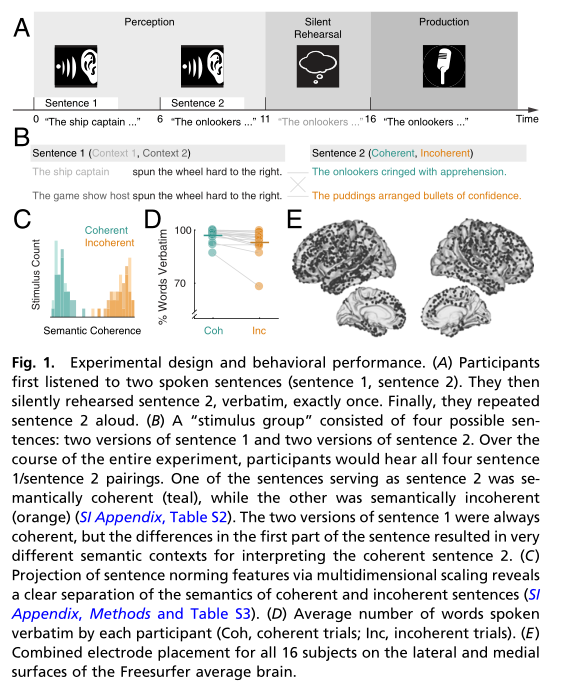 A
Perception
Silent
Rehearsal
Production
Sentence 1
Sentence 2
0 "The ship captain ..." 6 "The onlookers ..." 11 "The onlookers ..." 16 "The onlookers ..." Time
B
Sentence 1 (Context 1, Context 2)
Sentence 2 (Coherent, Incoherent)
The ship captain spun the wheel hard to the right.
The onlookers cringed with apprehension.
The game show host spun the wheel hard to the right.
The puddings arranged bullets of confidence.
C
Coherent
Incoherent
Stimulus Count
Semantic Coherence
D
% Words Verbatim
100
70
Coh
Inc
E
Fig. 1. Experimental design and behavioral performance. (A) Participants
first listened to two spoken sentences (sentence 1, sentence 2). They then
silently rehearsed sentence 2, verbatim, exactly once. Finally, they repeated
sentence 2 aloud. (B) A “stimulus group” consisted of four possible sen-
tences: two versions of sentence 1 and two versions of sentence 2. Over the
course of the entire experiment, participants would hear all four sentence
1/sentence 2 pairings. One of the sentences serving as sentence 2 was se-
mantically coherent (teal), while the other was semantically incoherent
(orange) (SI Appendix, Table S2). The two versions of sentence 1 were always
coherent, but the differences in the first part of the sentence resulted in very
different semantic contexts for interpreting the coherent sentence 2. (C)
Projection of sentence norming features via multidimensional scaling reveals
a clear separation of the semantics of coherent and incoherent sentences (SI
Appendix, Methods and Table S3). (D) Average number of words spoken
verbatim by each participant (Coh, coherent trials; Inc, incoherent trials). (E)
Combined electrode placement for all 16 subjects on the lateral and medial
surfaces of the Freesurfer average brain.